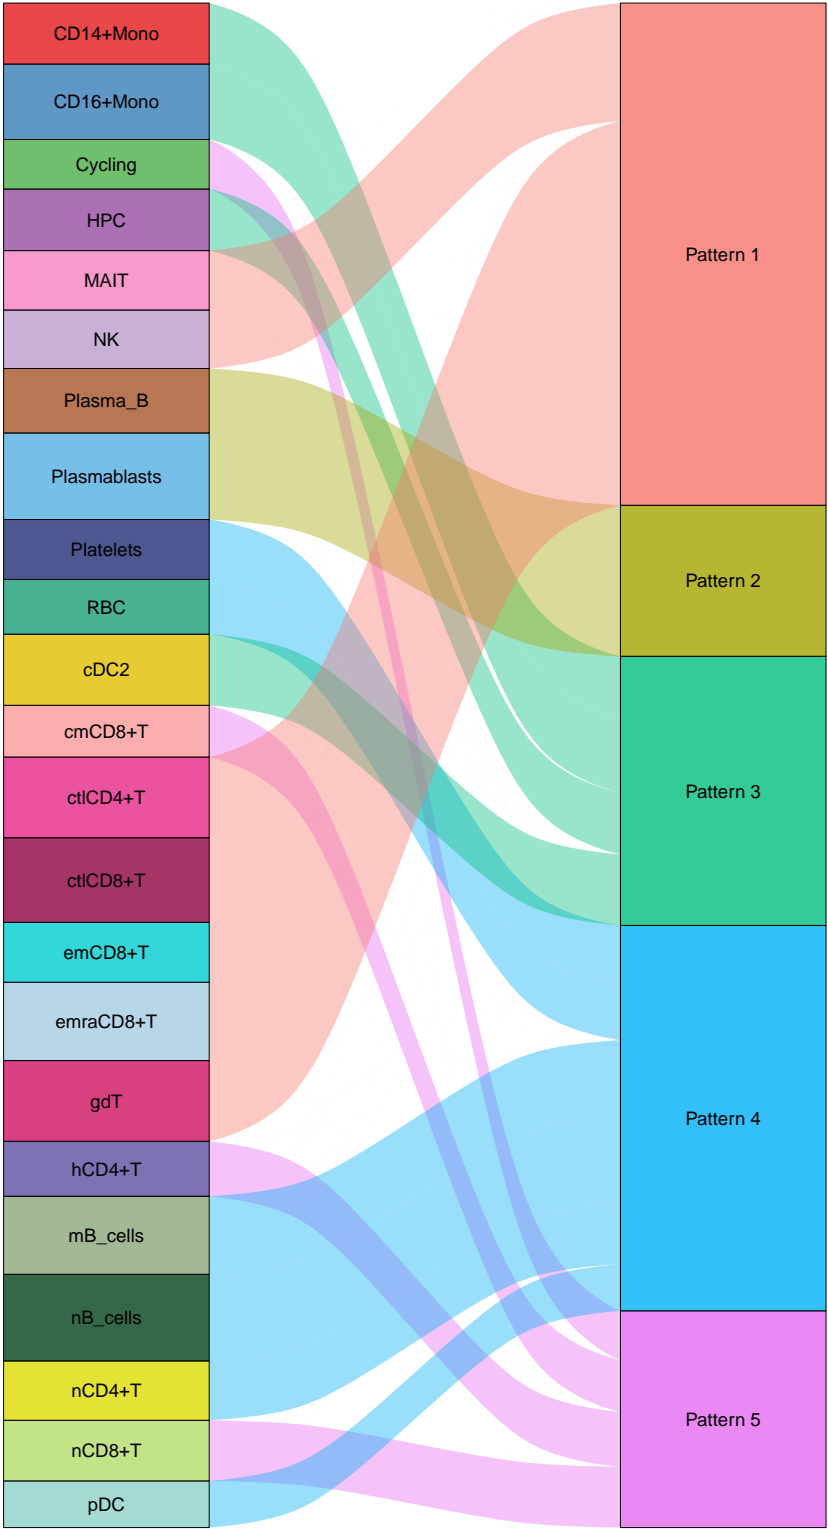 CD14+Mono
CD16+Mono
Cycling
HPC
MAIT
NK
Plasma_B
Plasmablasts
Platelets
RBC
cDC2
cmCD8+T
ctlCD4+T
ctlCD8+T
emCD8+T
emraCD8+T
gdT
hCD4+T
mB_cells
nB_cells
nCD4+T
nCD8+T
pDC
Pattern 1
Pattern 2
Pattern 3
Pattern 4
Pattern 5